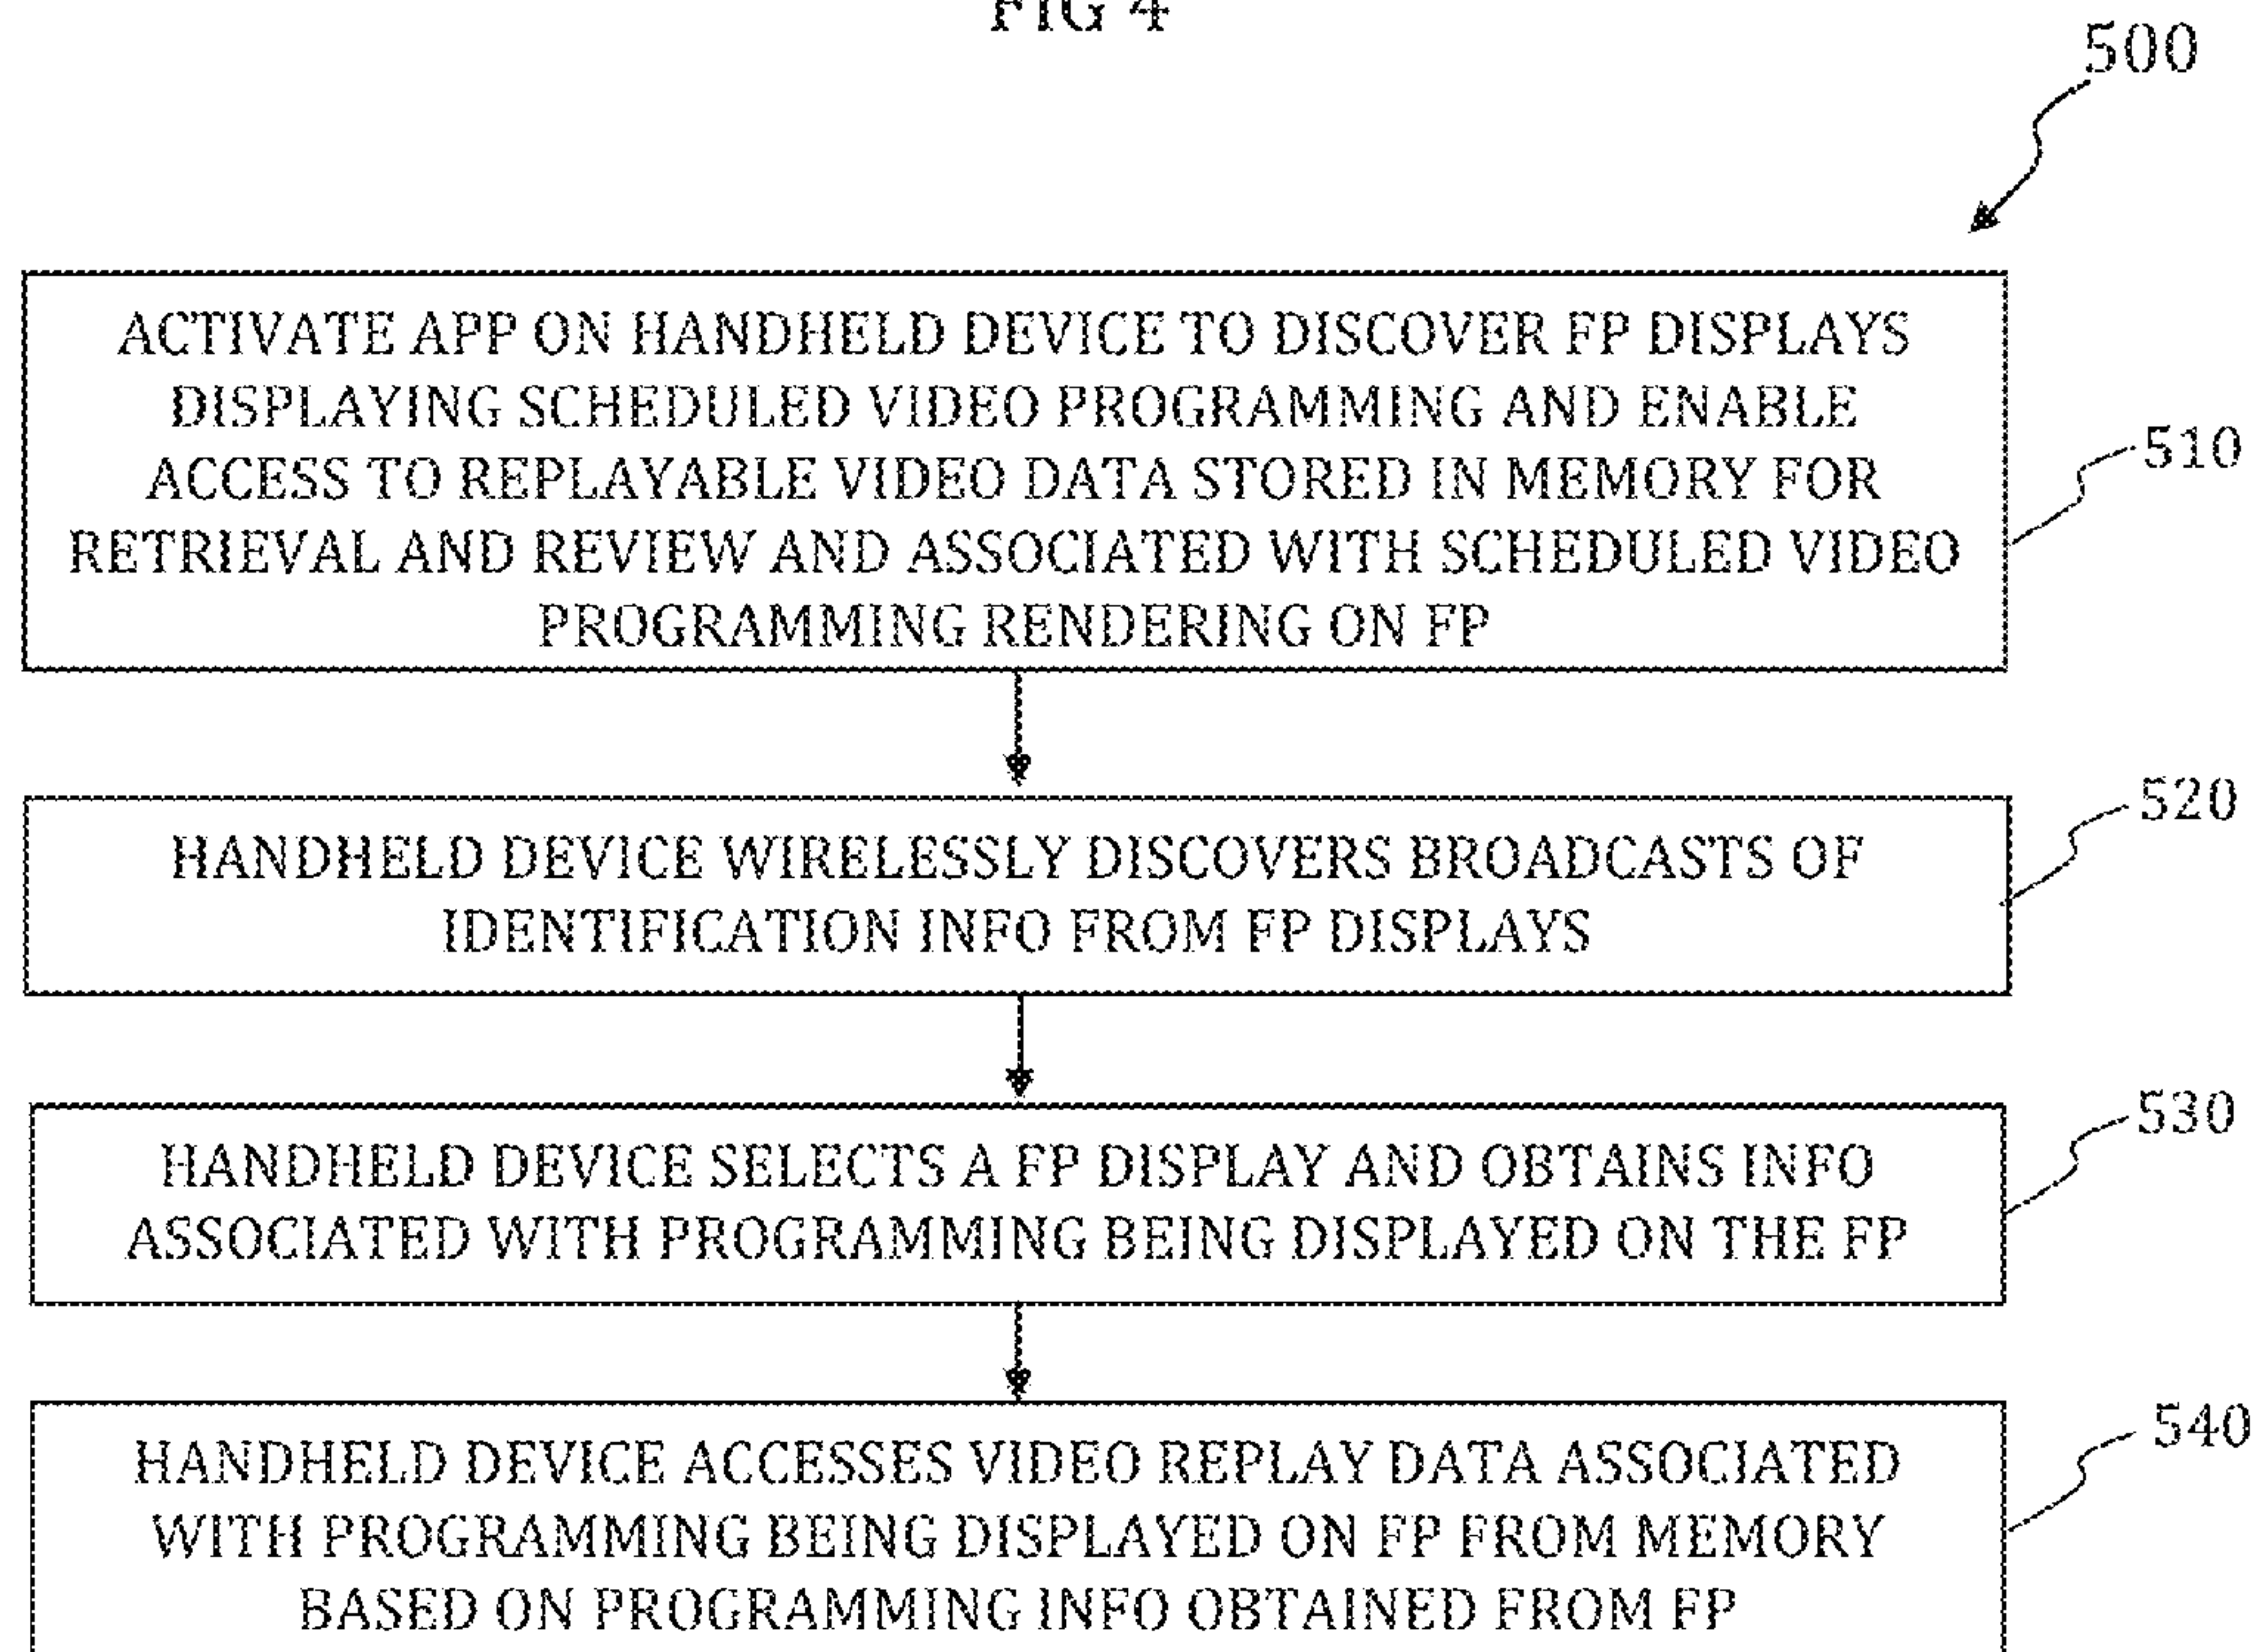 FIG 4
500
ACTIVATE APP ON HANDHELD DEVICE TO DISCOVER FP DISPLAYS
DISPLAYING SCHEDULED VIDEO PROGRAMMING AND ENABLE
ACCESS TO REPLAYABLE VIDEO DATA STORED IN MEMORY FOR
RETRIEVAL AND REVIEW AND ASSOCIATED WITH SCHEDULED VIDEO
PROGRAMMING RENDERING ON FP
510
HANDHELD DEVICE WIRELESSLY DISCOVERS BROADCASTS OF
IDENTIFICATION INFO FROM FP DISPLAYS
520
HANDHELD DEVICE SELECTS A FP DISPLAY AND OBTAINS INFO
ASSOCIATED WITH PROGRAMMING BEING DISPLAYED ON THE FP
530
HANDHELD DEVICE ACCESSES VIDEO REPLAY DATA ASSOCIATED
WITH PROGRAMMING BEING DISPLAYED ON FP FROM MEMORY
BASED ON PROGRAMMING INFO OBTAINED FROM FP
540